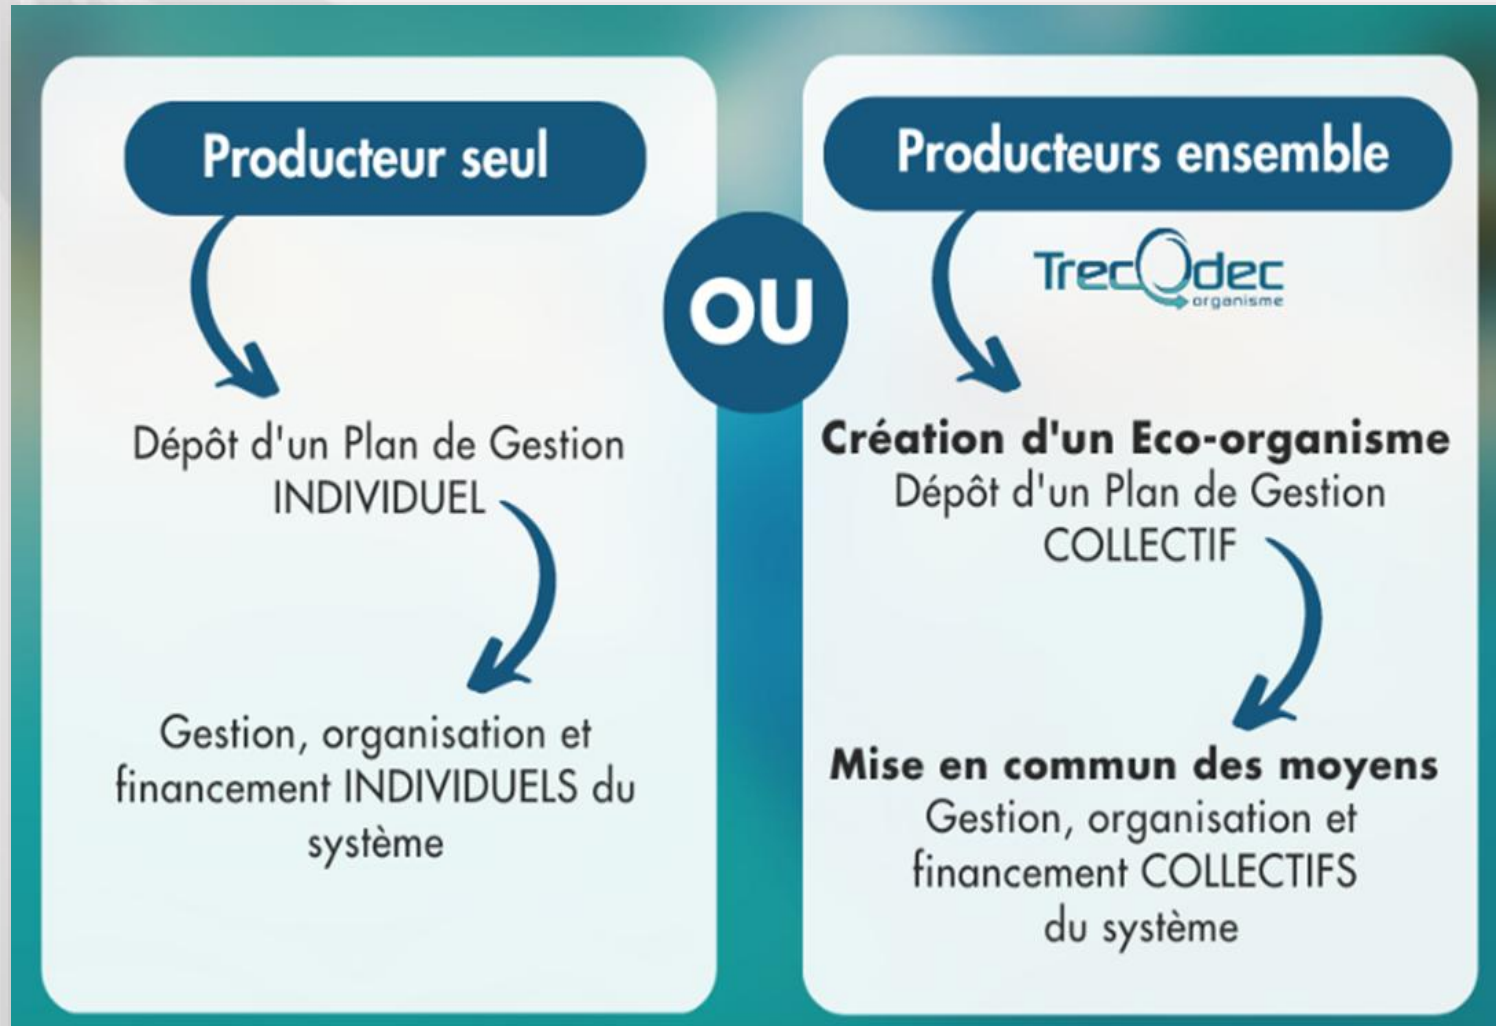 Producteur seul
Dépôt d'un Plan de Gestion
INDIVIDUEL
Gestion, organisation et
financement INDIVIDUELS du
système
OU
Producteurs ensemble
TrecOdec
organisme
Création d'un Eco-organisme
Dépôt d'un Plan de Gestion
COLLECTIF
Mise en commun des moyens
Gestion, organisation et
financement COLLECTIFS
du système